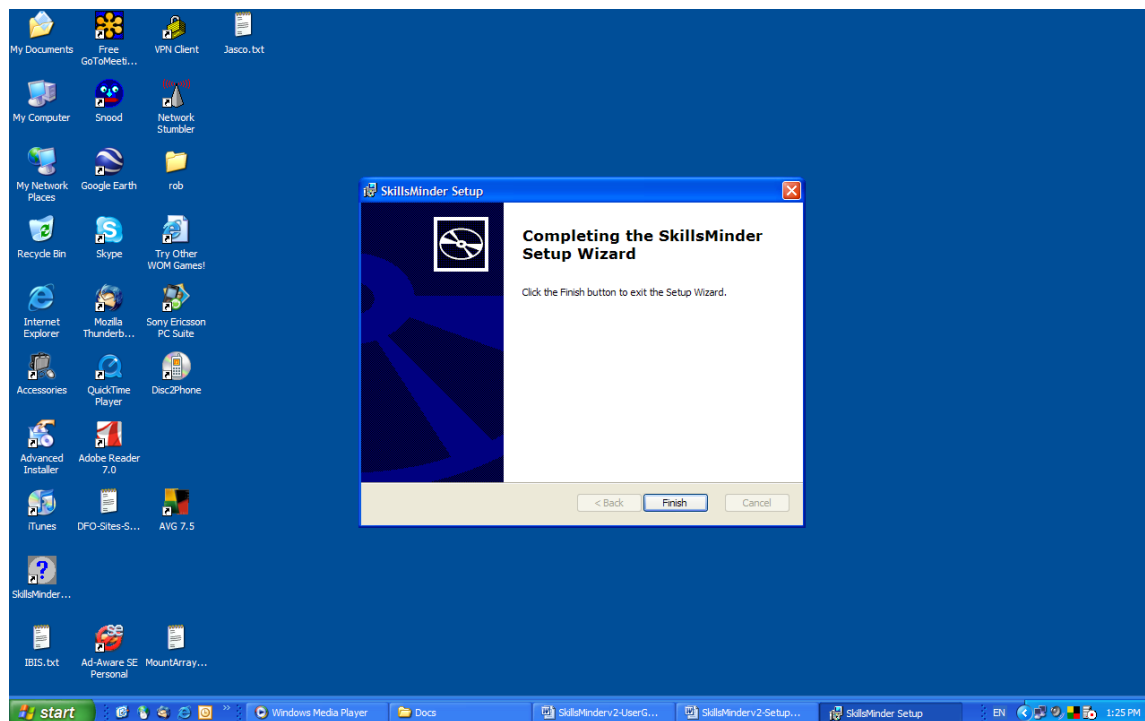 My Documents
Free
GoToMeeti...
VPN Client
Jasco.txt
My Computer
Snood
Network
Stumbler
My Network
Places
Google Earth
rob
Recycle Bin
Skype
Try Other
WOM Games!
Internet
Explorer
Mozilla
Thunderb...
Sony Ericsson
PC Suite
Accessories
QuickTime
Player
Disc2Phone
Advanced
Installer
Adobe Reader
7.0
iTunes
DFO-Sites-S...
AVG 7.5
SkillsMinder...
IBIS.txt
Ad-Aware SE
Personal
MountArray...
SkillsMinder Setup
Completing the SkillsMinder
Setup Wizard
Click the Finish button to exit the Setup Wizard.
< Back
Finish
Cancel
start
Windows Media Player
Docs
SkillsMinderv2-UserG...
SkillsMinderv2-Setup...
SkillsMinder Setup
EN
1:25 PM